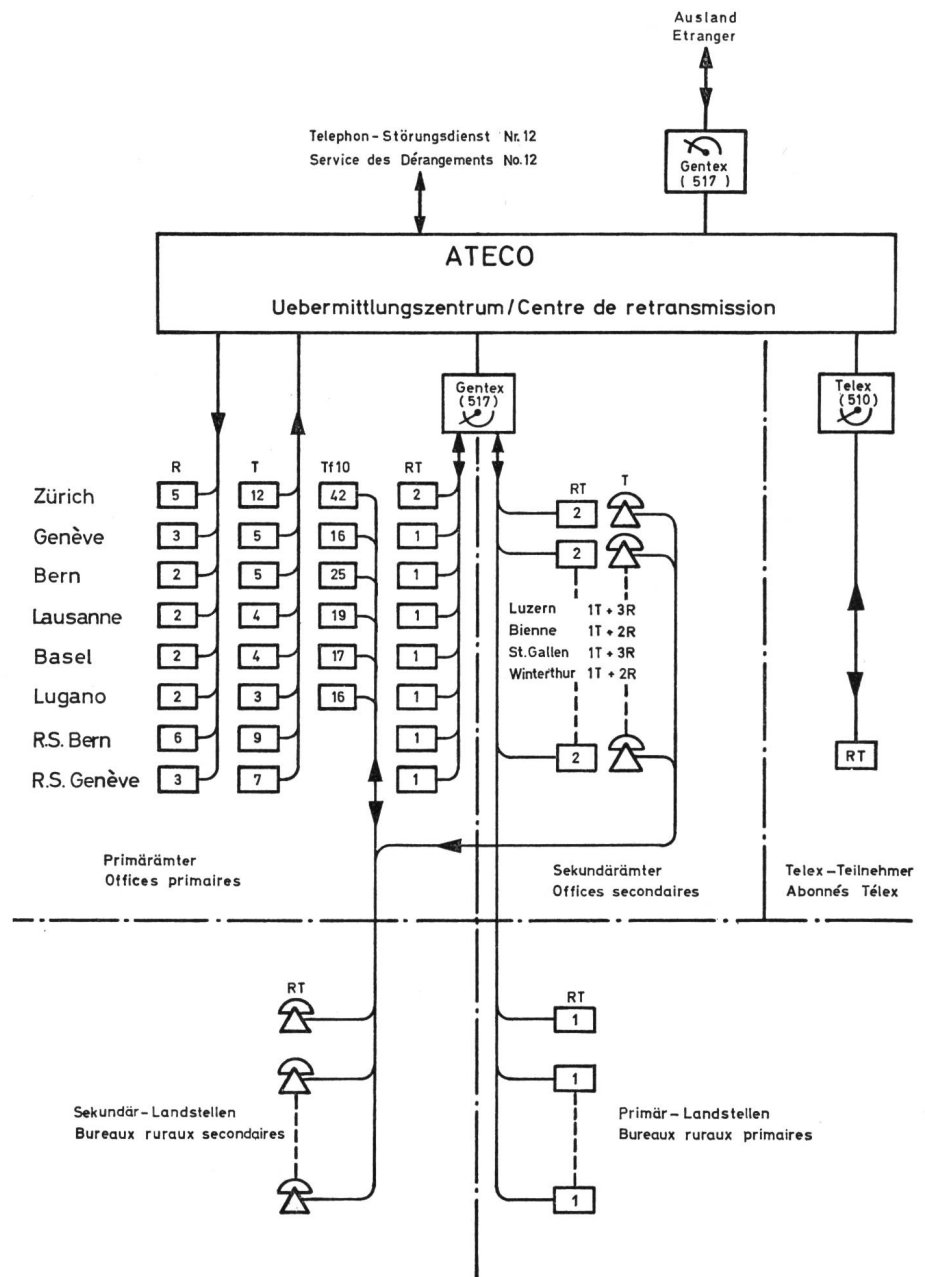 Ausland
Etranger
Telephon-Störungsdienst Nr. 12
Service des Dérangements No. 12
Gentex
(517)
ATECO
Uebermittlungszentrum/Centre de retransmission
Gentex
(517)
Telex
(510)
R T Tf10 RT RT T
Zürich 5 12 42 2 2
Genève 3 5 16 1 2
Bern 2 5 25 1
Lausanne 2 4 19 1
Basel 2 4 17 1
Lugano 2 3 16 1
R.S. Bern 6 9 1
R.S. Genève 3 7 1
Luzern 1T + 3R
Bienne 1T + 2R
St. Gallen 1T + 3R
Winterthur 1T + 2R
2
RT
Primärämter
Offices primaires
Sekundärämter
Offices secondaires
Telex-Teilnehmer
Abonnés Télex
RT
RT
1
1
Sekundär-Landstellen
Bureaux ruraux secondaires
Primär-Landstellen
Bureaux ruraux primaires
1